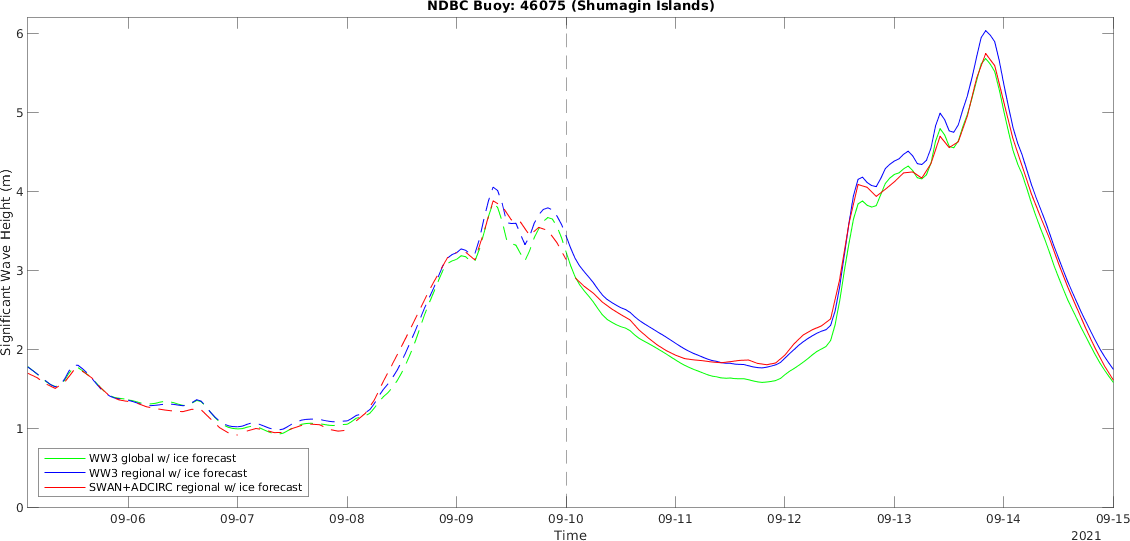 NDBC Buoy: 46075 (Shumagin Islands)
6
5
4
3
2
1
0
Significant Wave Height (m)
WW3 global w/ ice forecast
WW3 regional w/ ice forecast
SWAN+ADCIRC regional w/ ice forecast
09-06 09-07 09-08 09-09 09-10 09-11 09-12 09-13 09-14 09-15
Time
2021